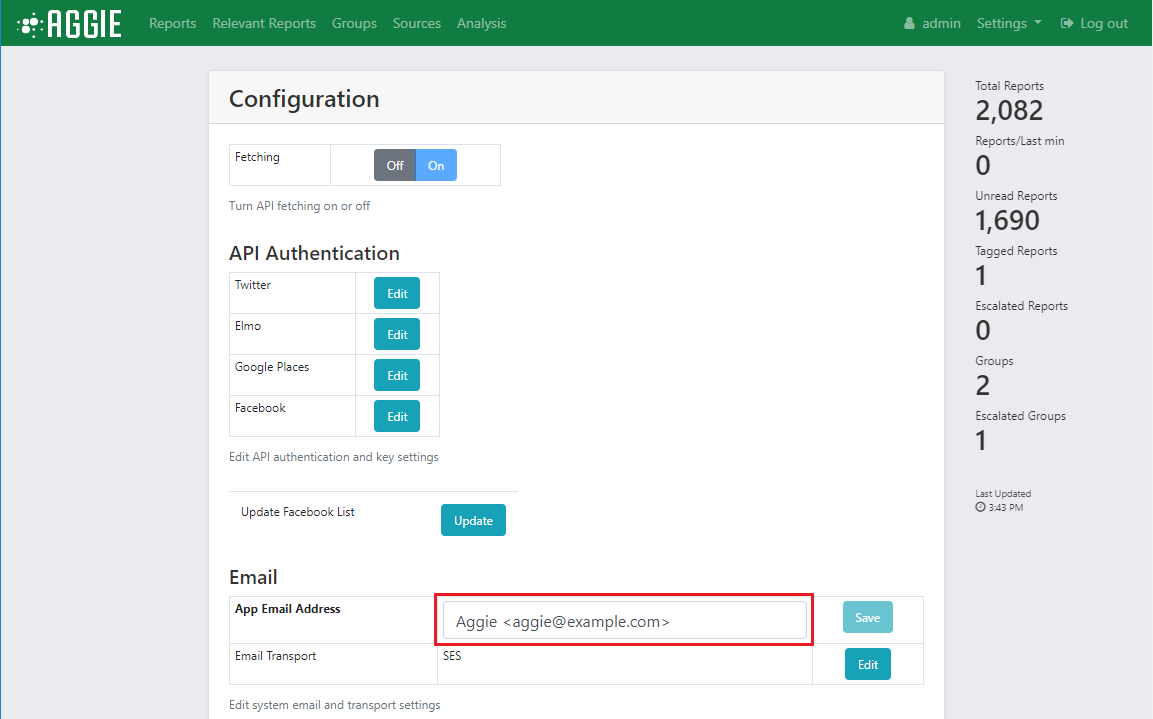 AGGIE Reports Relevant Reports Groups Sources Analysis admin Settings Log out
Configuration
Fetching Off On
Turn API fetching on or off
API Authentication
Twitter Edit
Elmo Edit
Google Places Edit
Facebook Edit
Edit API authentication and key settings
Update Facebook List Update
Email
App Email Address Aggie <aggie@example.com> Save
Email Transport SES Edit
Edit system email and transport settings
Total Reports
2,082
Reports/Last min
0
Unread Reports
1,690
Tagged Reports
1
Escalated Reports
0
Groups
2
Escalated Groups
1
Last Updated
3:43 PM